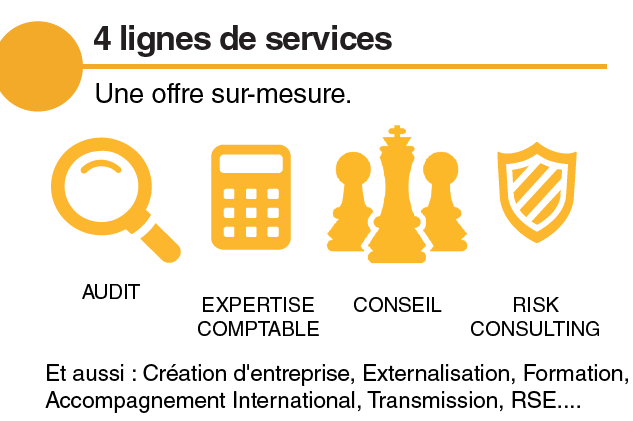 4 lignes de services
Une offre sur-mesure.
AUDIT
EXPERTISE
COMPTABLE
CONSEIL
RISK
CONSULTING
Et aussi : Création d'entreprise, Externalisation, Formation,
Accompagnement International, Transmission, RSE....